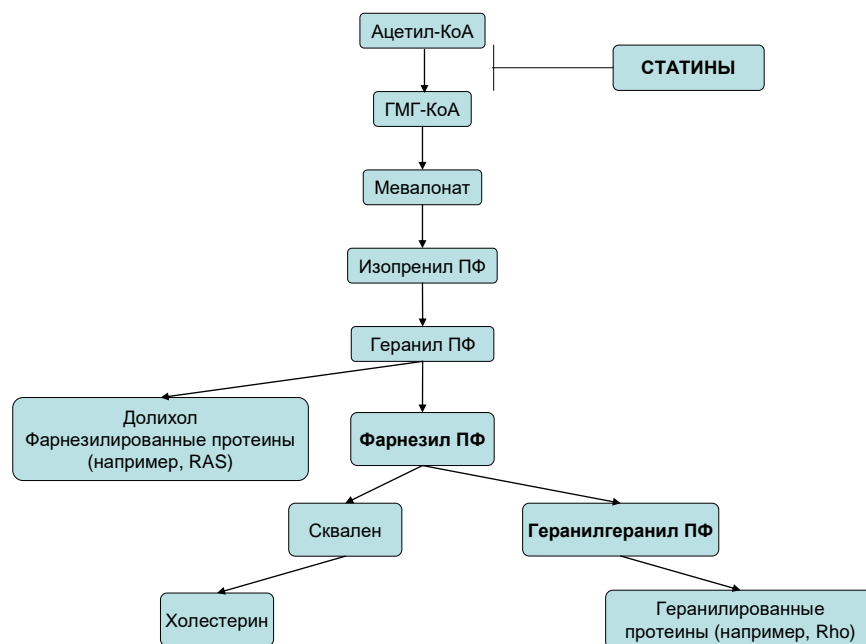 Ацетил-КоА
СТАТИНЫ
ГМГ-КоА
Мевалонат
Изопренил ПФ
Геранил ПФ
Долихол
Фарнезилированные протеины
(например, RAS)
Фарнезил ПФ
Сквален
Геранилгеранил ПФ
Холестерин
Геранилированные
протеины (например, Rho)